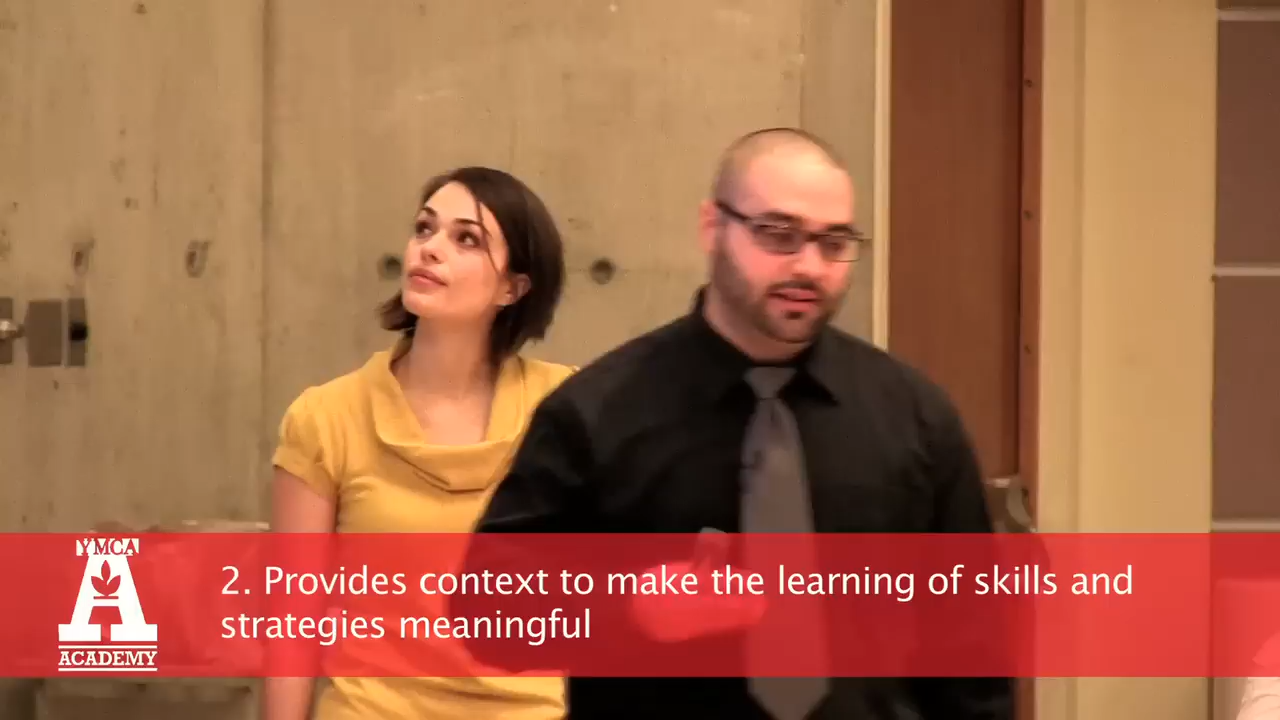 YMCA
ACADEMY
2. Provides context to make the learning of skills and
strategies meaningful